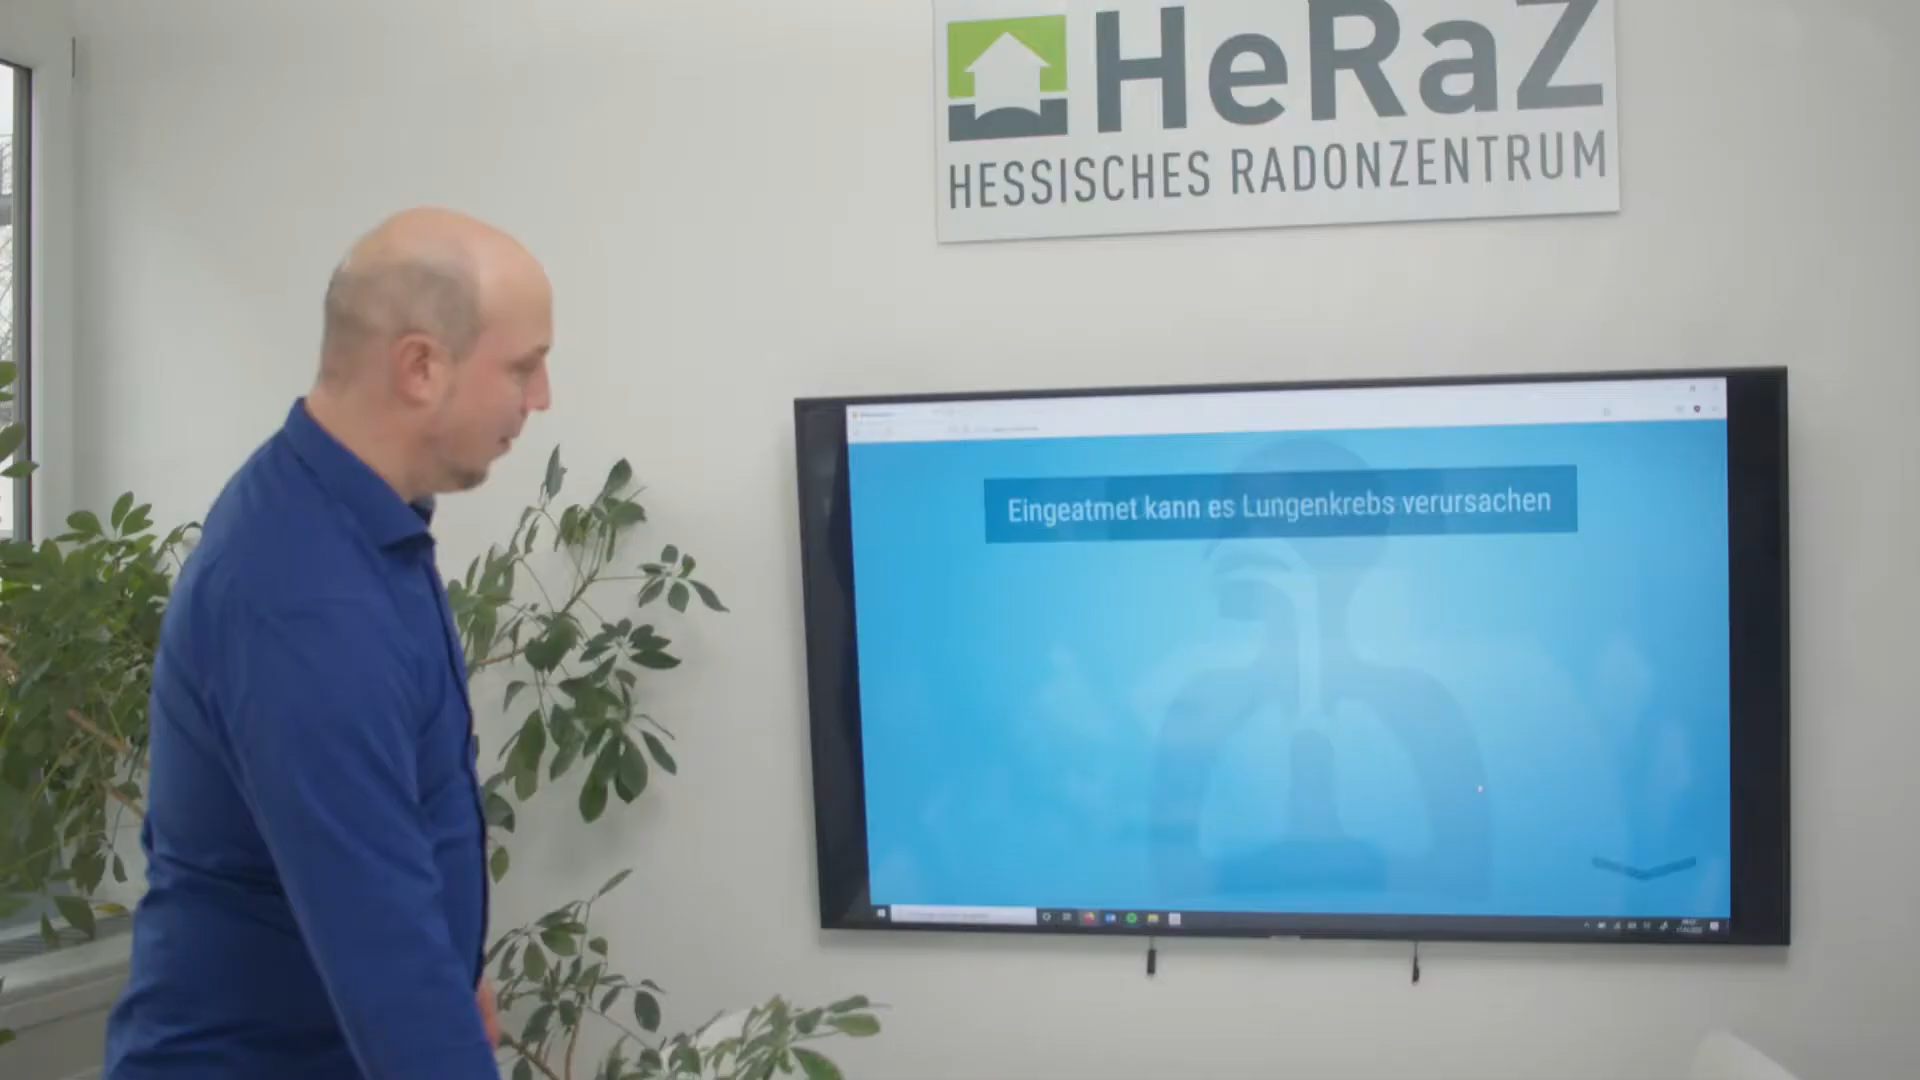 HeRaZ
HESSISCHES RADONZENTRUM
Eingeatmet kann es Lungenkrebs verursachen